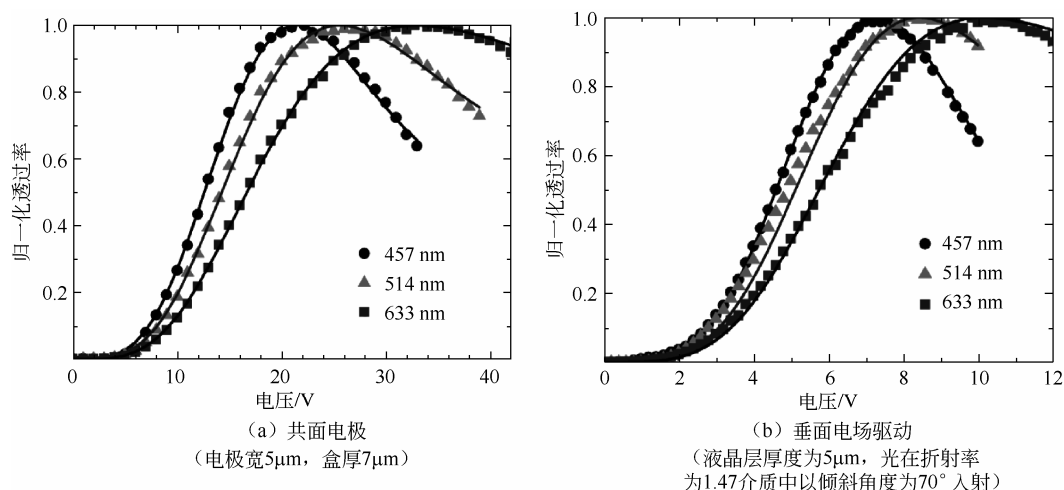 归一化透过率
1.0
0.8
0.6
0.4
0.2
457 nm
514 nm
633 nm
0 10 20 30 40
电压/V
(a) 共面电极
(电极宽5μm，盒厚7μm)
归一化透过率
1.0
0.8
0.6
0.4
0.2
457 nm
514 nm
633 nm
0 2 4 6 8 10 12
电压/V
(b) 垂面电场驱动
(液晶层厚度为5μm，光在折射率
为1.47介质中以倾斜角度为70°入射)